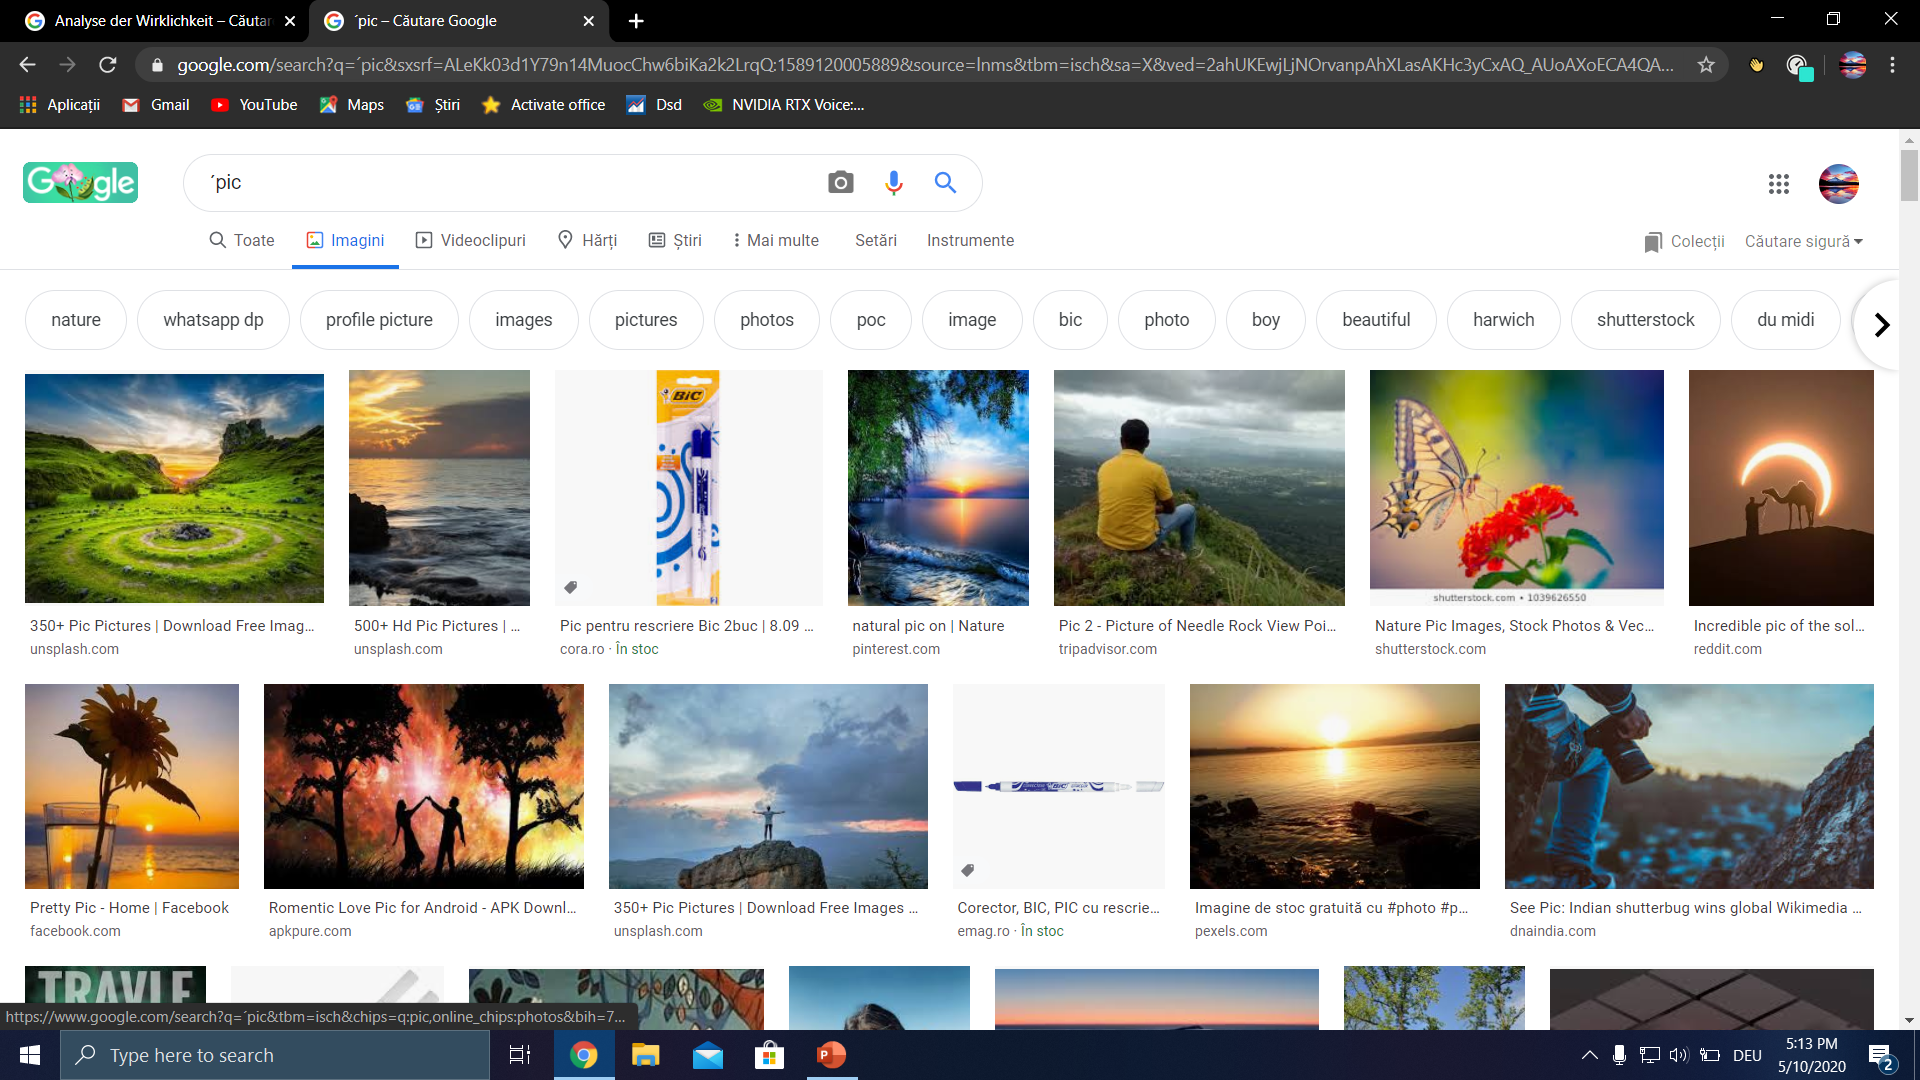 Analyse der Wirklichkeit – Căutar
´pic – Căutare Google
google.com/search?q=´pic&sxsrf=ALeKk03d1Y79n14MuocChw6biKa2k2LrqQ:1589120005889&source=lnms&tbm=isch&sa=X&ved=2ahUKEwjLjNOrvanpAhXLasAKHc3yCxAQ_AUoAXoECA4QA...
Aplicații Gmail YouTube Maps Știri Activate office Dsd NVIDIA RTX Voice:...
Google
´pic
Toate Imagini Videoclipuri Hărți Știri Mai multe Setări Instrumente Colecții Căutare sigură
nature whatsapp dp profile picture images pictures photos poc image bic photo boy beautiful harwich shutterstock du midi
BiC
shutterstock.com • 1039626550
350+ Pic Pictures | Download Free Imag...
unsplash.com
500+ Hd Pic Pictures | ...
unsplash.com
Pic pentru rescriere Bic 2buc | 8.09 ...
cora.ro · În stoc
natural pic on | Nature
pinterest.com
Pic 2 - Picture of Needle Rock View Poi...
tripadvisor.com
Nature Pic Images, Stock Photos & Vec...
shutterstock.com
Incredible pic of the sol...
reddit.com
Pretty Pic - Home | Facebook
facebook.com
Romentic Love Pic for Android - APK Downl...
apkpure.com
350+ Pic Pictures | Download Free Images ...
unsplash.com
Corector, BIC, PIC cu rescrie...
emag.ro · În stoc
Imagine de stoc gratuită cu #photo #p...
pexels.com
See Pic: Indian shutterbug wins global Wikimedia ...
dnaindia.com
TRAVLE
https://www.google.com/search?q=´pic&tbm=isch&chips=q:pic,online_chips:photos&bih=7...
Type here to search
DEU
5:13 PM
5/10/2020
2